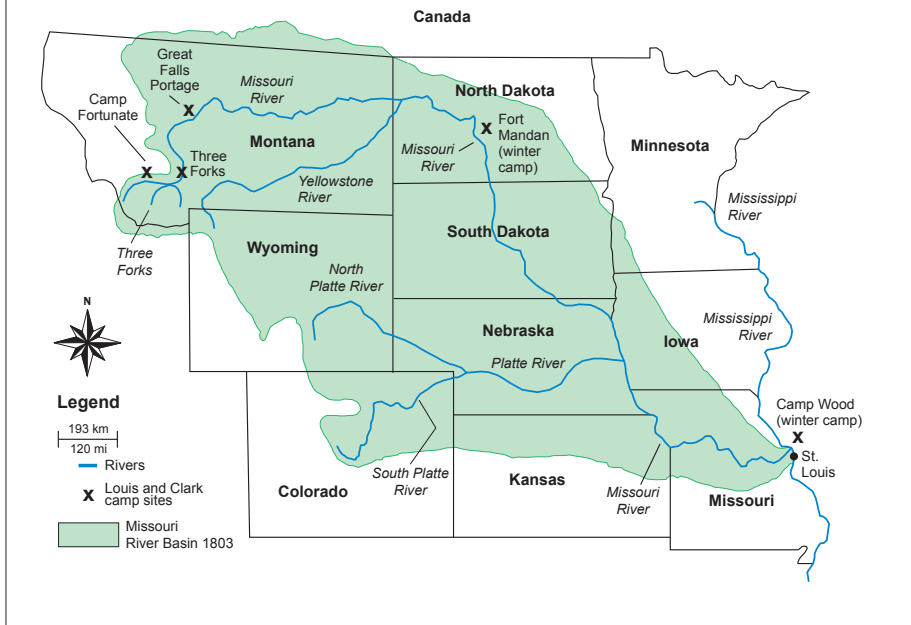 Canada
Great
Falls
Portage
Missouri
River
North Dakota
Camp
Fortunate
Fort
Mandan
(winter
camp)
Montana
Missouri
River
Minnesota
Three
Forks
Yellowstone
River
Mississippi
River
Three
Forks
Wyoming
South Dakota
North
Platte River
N
Nebraska
Mississippi
River
Iowa
Platte River
Legend
193 km
120 mi
Rivers
X Louis and Clark
camp sites
Missouri
River Basin 1803
Camp Wood
(winter camp)
X
St.
Louis
South Platte
River
Colorado
Kansas
Missouri
River
Missouri
X
X
X
X